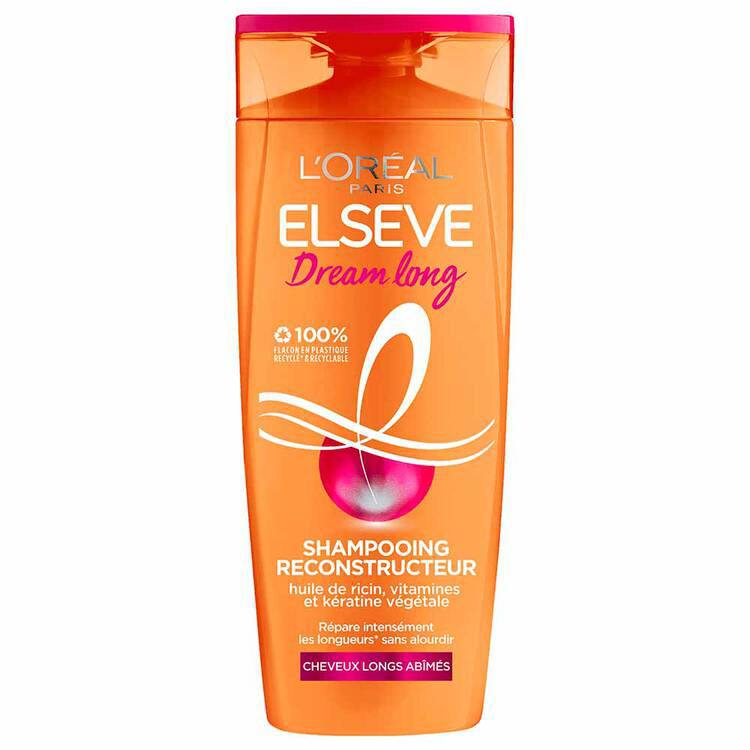 L'ORÉAL
PARIS
ELSEVE
Dream long
100%
FLACON EN PLASTIQUE
RECYCLÉ* & RECYCLABLE
SHAMPOOING
RECONSTRUCTEUR
huile de ricin, vitamines
et kératine végétale
Répare intensément
les longueurs* sans alourdir
CHEVEUX LONGS ABÎMÉS